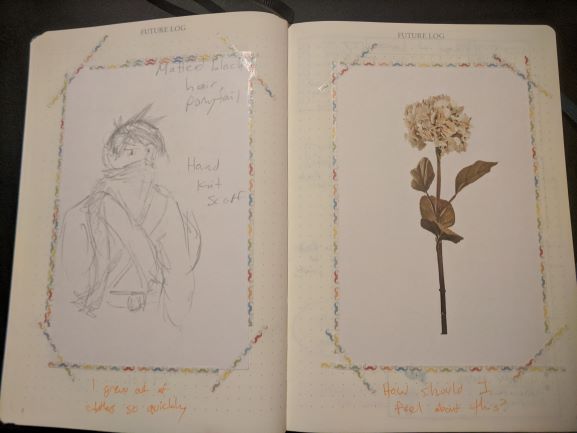 FUTURE LOG
Matted black
hair,
ponytail
Hand
knit
scarf
I grew out of
clothes so quickly
FUTURE LOG
How should I
feel about this?